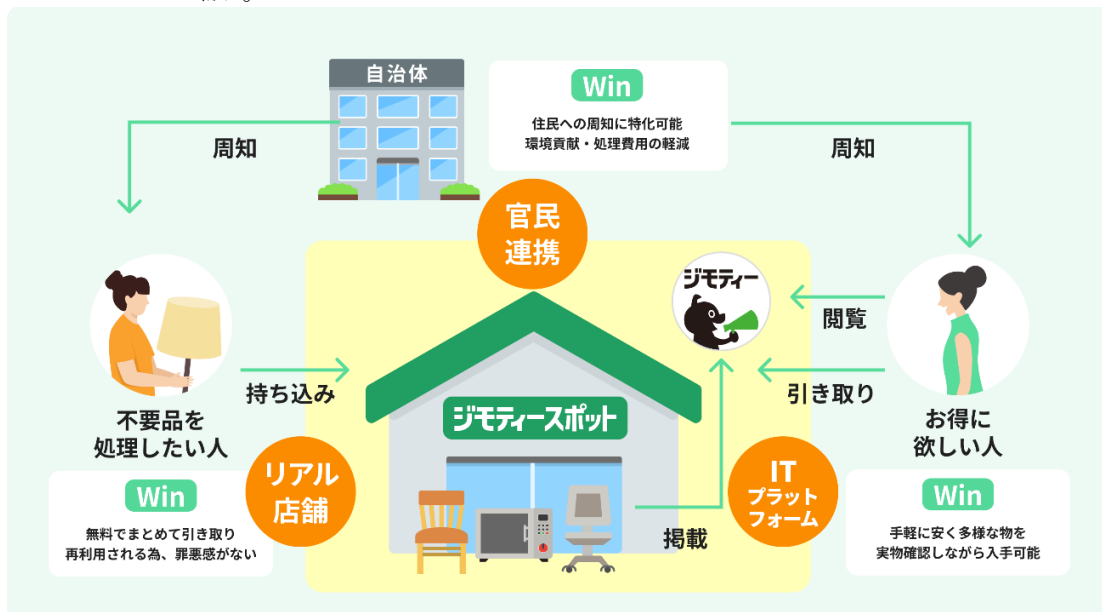 自治体
Win
住民への周知に特化可能
環境貢献・処理費用の軽減
周知
周知
官民
連携
ジモティー
閲覧
持ち込み
引き取り
不要品を
処理したい人
ジモティースポット
お得に
欲しい人
リアル
店舗
IT
プラット
フォーム
掲載
Win
無料でまとめて引き取り
再利用される為、罪悪感がない
Win
手軽に安く多様な物を
実物確認しながら入手可能